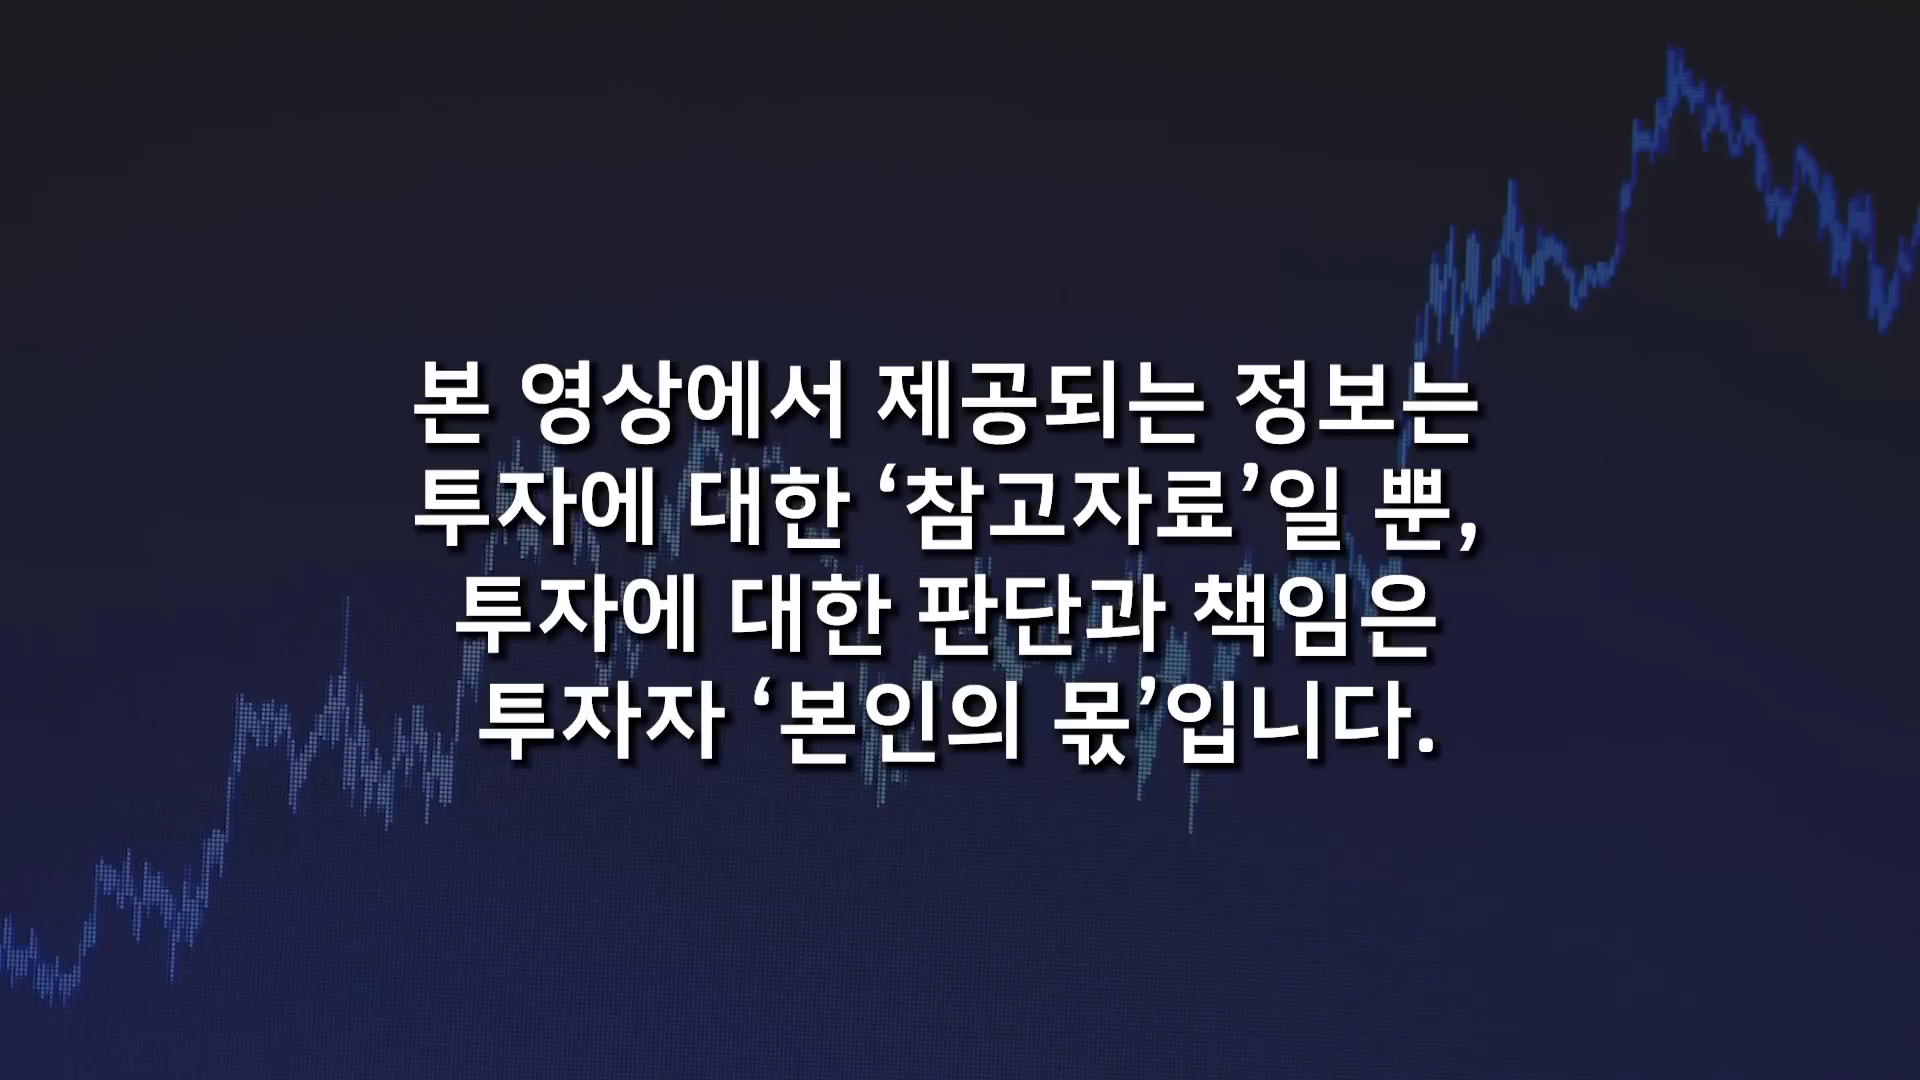 본 영상에서 제공되는 정보는
투자에 대한 ‘참고자료’일 뿐,
투자에 대한 판단과 책임은
투자자 ‘본인의 몫’입니다.